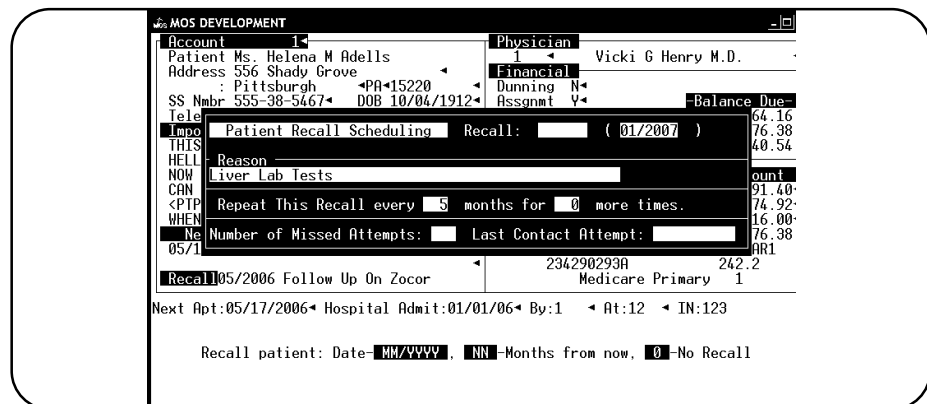 MOS DEVELOPMENT
Account 1
Physician
Patient Ms. Helena M Adells
1 Vicki G Henry M.D.
Address 556 Shady Grove
Financial
: Pittsburgh PA 15220
Dunning N
SS Nmbr 555-38-5467 DOB 10/04/1912
Assgnmt Y
-Balance Due-
Tele
64.16
Impo
76.38
THIS
40.54
HELL
NOW
ount
CAN
91.40
<PTP
74.92
WHEN
16.00
Ne
76.38
05/1
AR1
Patient Recall Scheduling Recall: ( 01/2007 )
Reason
Liver Lab Tests
Repeat This Recall every 5 months for 0 more times.
Number of Missed Attempts: Last Contact Attempt:
234290293A 242.2
Recall 05/2006 Follow Up On Zocor
Medicare Primary 1
Next Apt:05/17/2006 Hospital Admit:01/01/06 By:1 At:12 IN:123
Recall patient: Date- MM/YYYY , NN -Months from now, 0 -No Recall